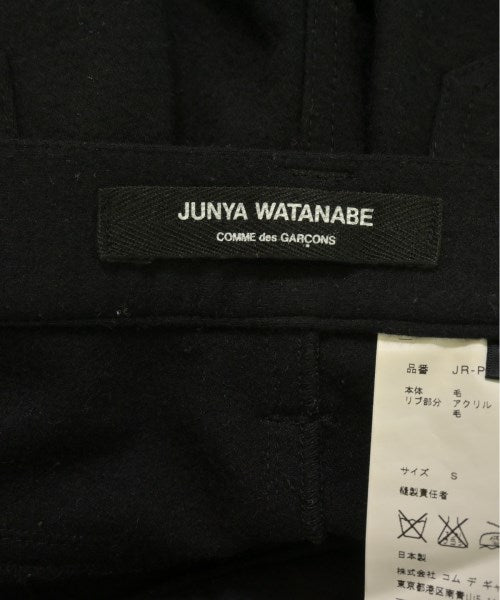 JUNYA WATANABE
COMME des GARÇONS
品番 JR-P
本体 毛
リブ部分 アクリル
毛
サイズ S
縫製責任者
日本製
株式会社 コム デ ギャ
東京都港区南青山5